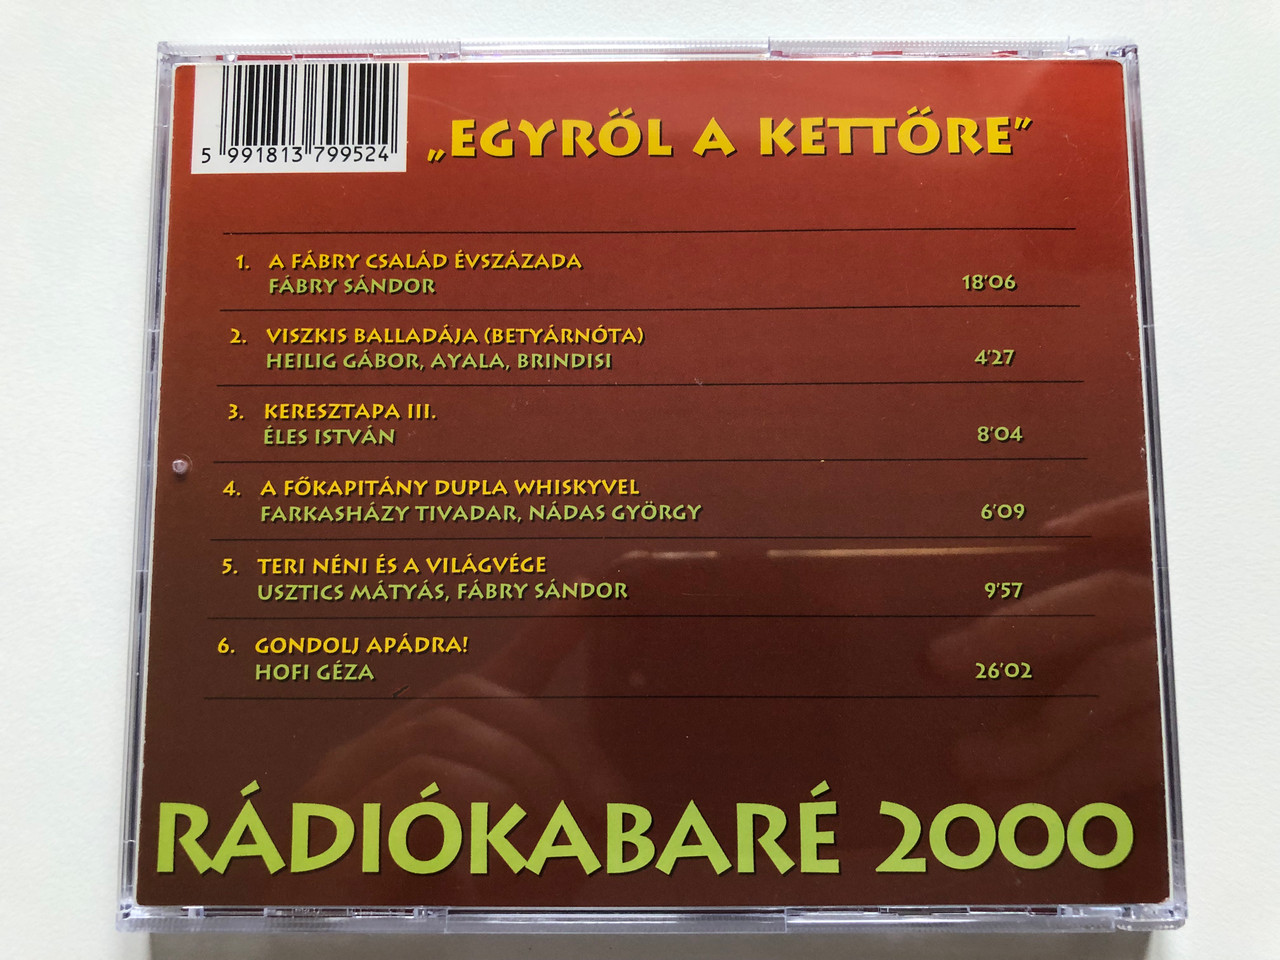 5 991813 799524
„EGYRŐL A KETTŐRE”
1. A FÁBRY CSALÁD ÉVSZÁZADA
FÁBRY SÁNDOR 18'06
2. VISZKIS BALLADÁJA (BETYÁRNÓTA)
HEILIG GÁBOR, AYALA, BRINDISI 4'27
3. KERESZTAPA III.
ÉLES ISTVÁN 8'04
4. A FŐKAPITÁNY DUPLA WHISKYVEL
FARKASHÁZY TIVADAR, NÁDAS GYÖRGY 6'09
5. TERI NÉNI ÉS A VILÁGVÉGE
USZTICS MÁTYÁS, FÁBRY SÁNDOR 9'57
6. GONDOLJ APÁDRA!
HOFI GÉZA 26'02
RÁDIÓKABARÉ 2000